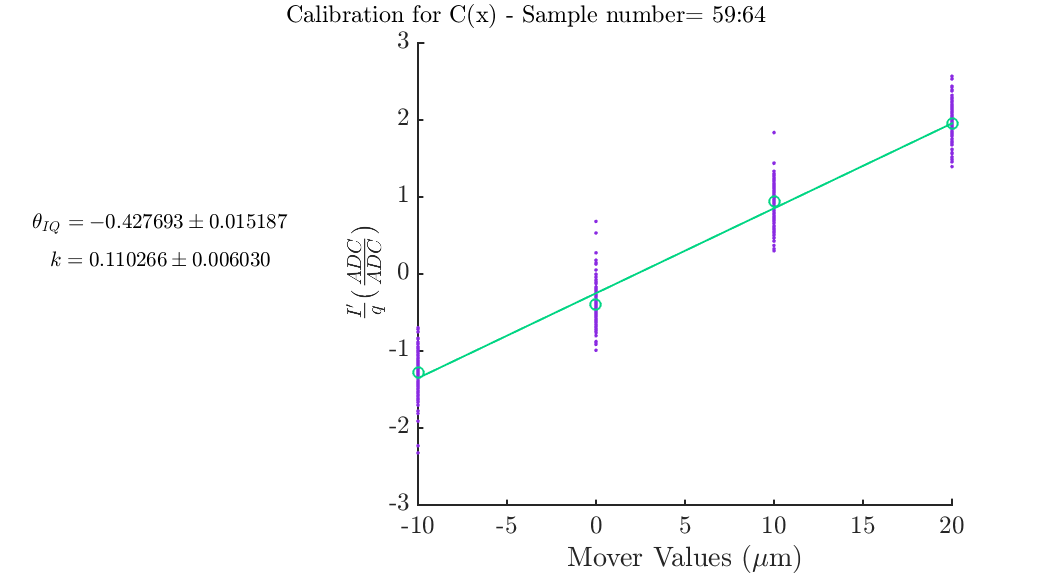 Calibration for C(x) - Sample number= 59:64
θ_IQ = −0.427693 ± 0.015187
k = 0.110266 ± 0.006030
I'/q (ADC/ADC)
3
2
1
0
-1
-2
-3
-10 -5 0 5 10 15 20
Mover Values (μm)